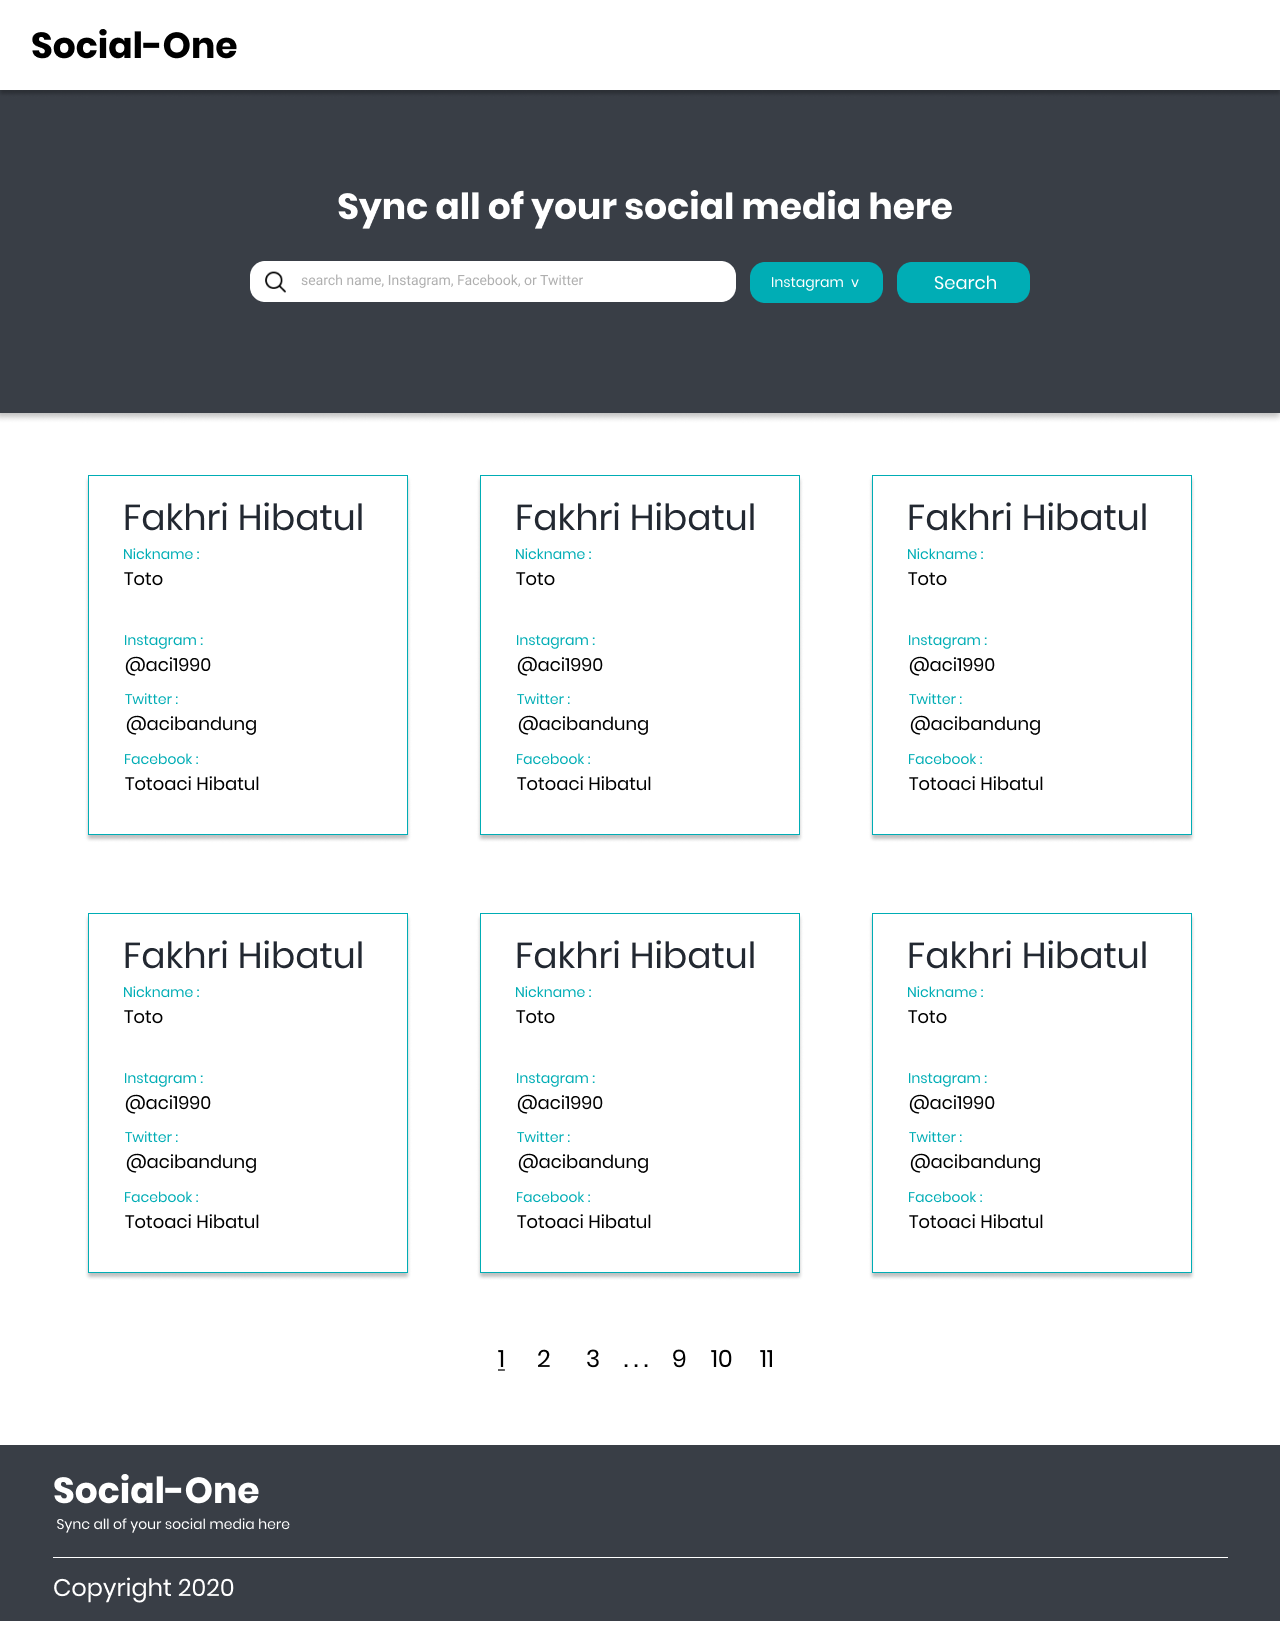 Social-One
Sync all of your social media here
search name, Instagram, Facebook, or Twitter
Instagram v
Search
Fakhri Hibatul
Nickname :
Toto
Instagram :
@aci1990
Twitter :
@acibandung
Facebook :
Totoaci Hibatul
Fakhri Hibatul
Nickname :
Toto
Instagram :
@aci1990
Twitter :
@acibandung
Facebook :
Totoaci Hibatul
Fakhri Hibatul
Nickname :
Toto
Instagram :
@aci1990
Twitter :
@acibandung
Facebook :
Totoaci Hibatul
Fakhri Hibatul
Nickname :
Toto
Instagram :
@aci1990
Twitter :
@acibandung
Facebook :
Totoaci Hibatul
Fakhri Hibatul
Nickname :
Toto
Instagram :
@aci1990
Twitter :
@acibandung
Facebook :
Totoaci Hibatul
Fakhri Hibatul
Nickname :
Toto
Instagram :
@aci1990
Twitter :
@acibandung
Facebook :
Totoaci Hibatul
1 2 3 . . . 9 10 11
Social-One
Sync all of your social media here
Copyright 2020